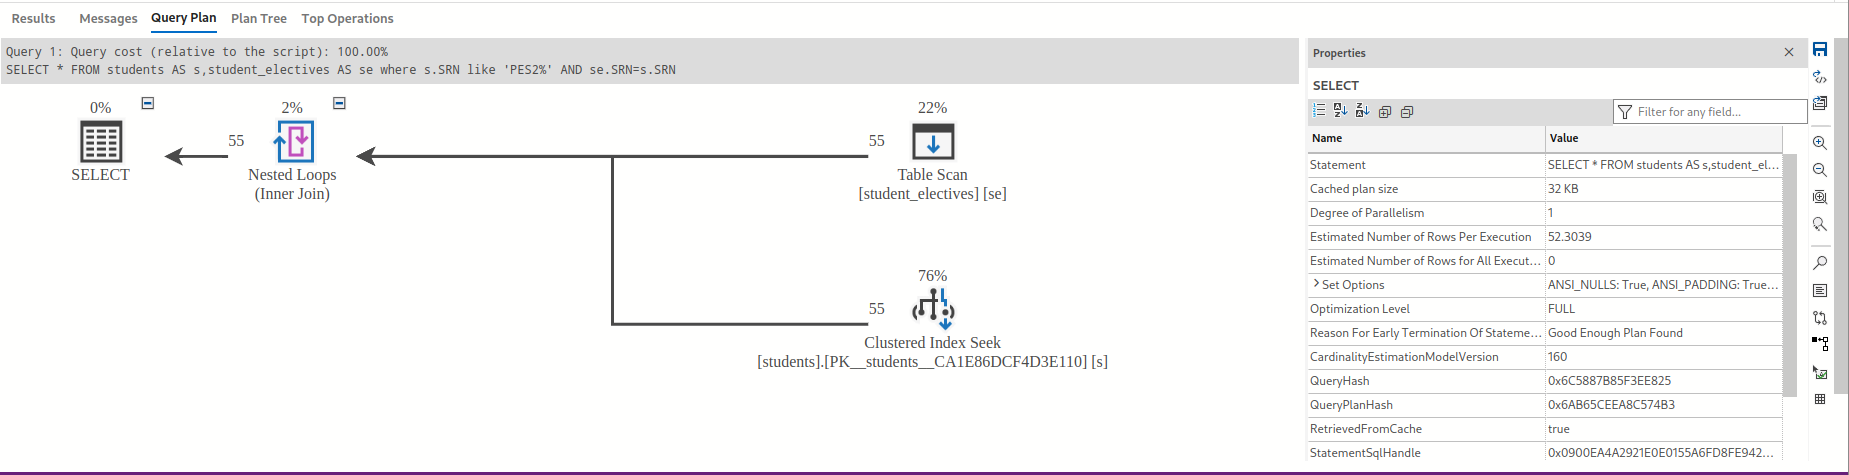 Results Messages Query Plan Plan Tree Top Operations
Query 1: Query cost (relative to the script): 100.00%
SELECT * FROM students AS s,student_electives AS se where s.SRN like 'PES2%' AND se.SRN=s.SRN
0%
SELECT
55
2%
Nested Loops
(Inner Join)
55
22%
Table Scan
[student_electives] [se]
55
76%
Clustered Index Seek
[students].[PK__students__CA1E86DCF4D3E110] [s]
Properties
SELECT
Filter for any field...
Name Value
Statement SELECT * FROM students AS s,student_el...
Cached plan size 32 KB
Degree of Parallelism 1
Estimated Number of Rows Per Execution 52.3039
Estimated Number of Rows for All Execut... 0
Set Options ANSI_NULLS: True, ANSI_PADDING: True...
Optimization Level FULL
Reason For Early Termination Of Stateme... Good Enough Plan Found
CardinalityEstimationModelVersion 160
QueryHash 0x6C5887B85F3EE825
QueryPlanHash 0x6AB65CEEA8C574B3
RetrievedFromCache true
StatementSqlHandle 0x0900EA4A2921E0E0155A6FD8FE942...